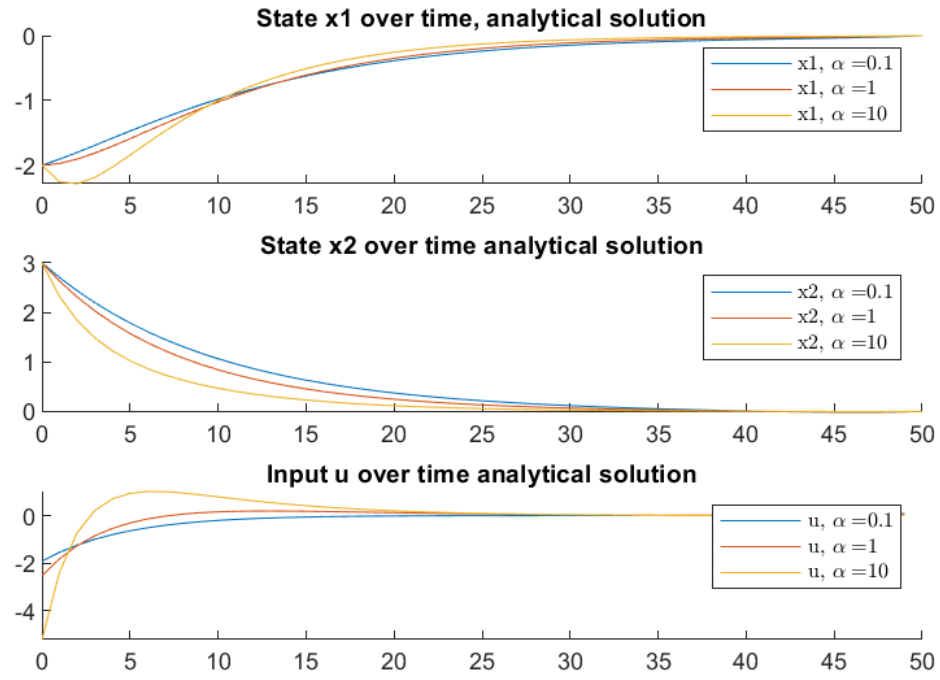 State x1 over time, analytical solution
0
-1
-2
x1, α =0.1
x1, α =1
x1, α =10
0 5 10 15 20 25 30 35 40 45 50
State x2 over time analytical solution
3
2
1
0
x2, α =0.1
x2, α =1
x2, α =10
0 5 10 15 20 25 30 35 40 45 50
Input u over time analytical solution
0
-2
-4
u, α =0.1
u, α =1
u, α =10
0 5 10 15 20 25 30 35 40 45 50